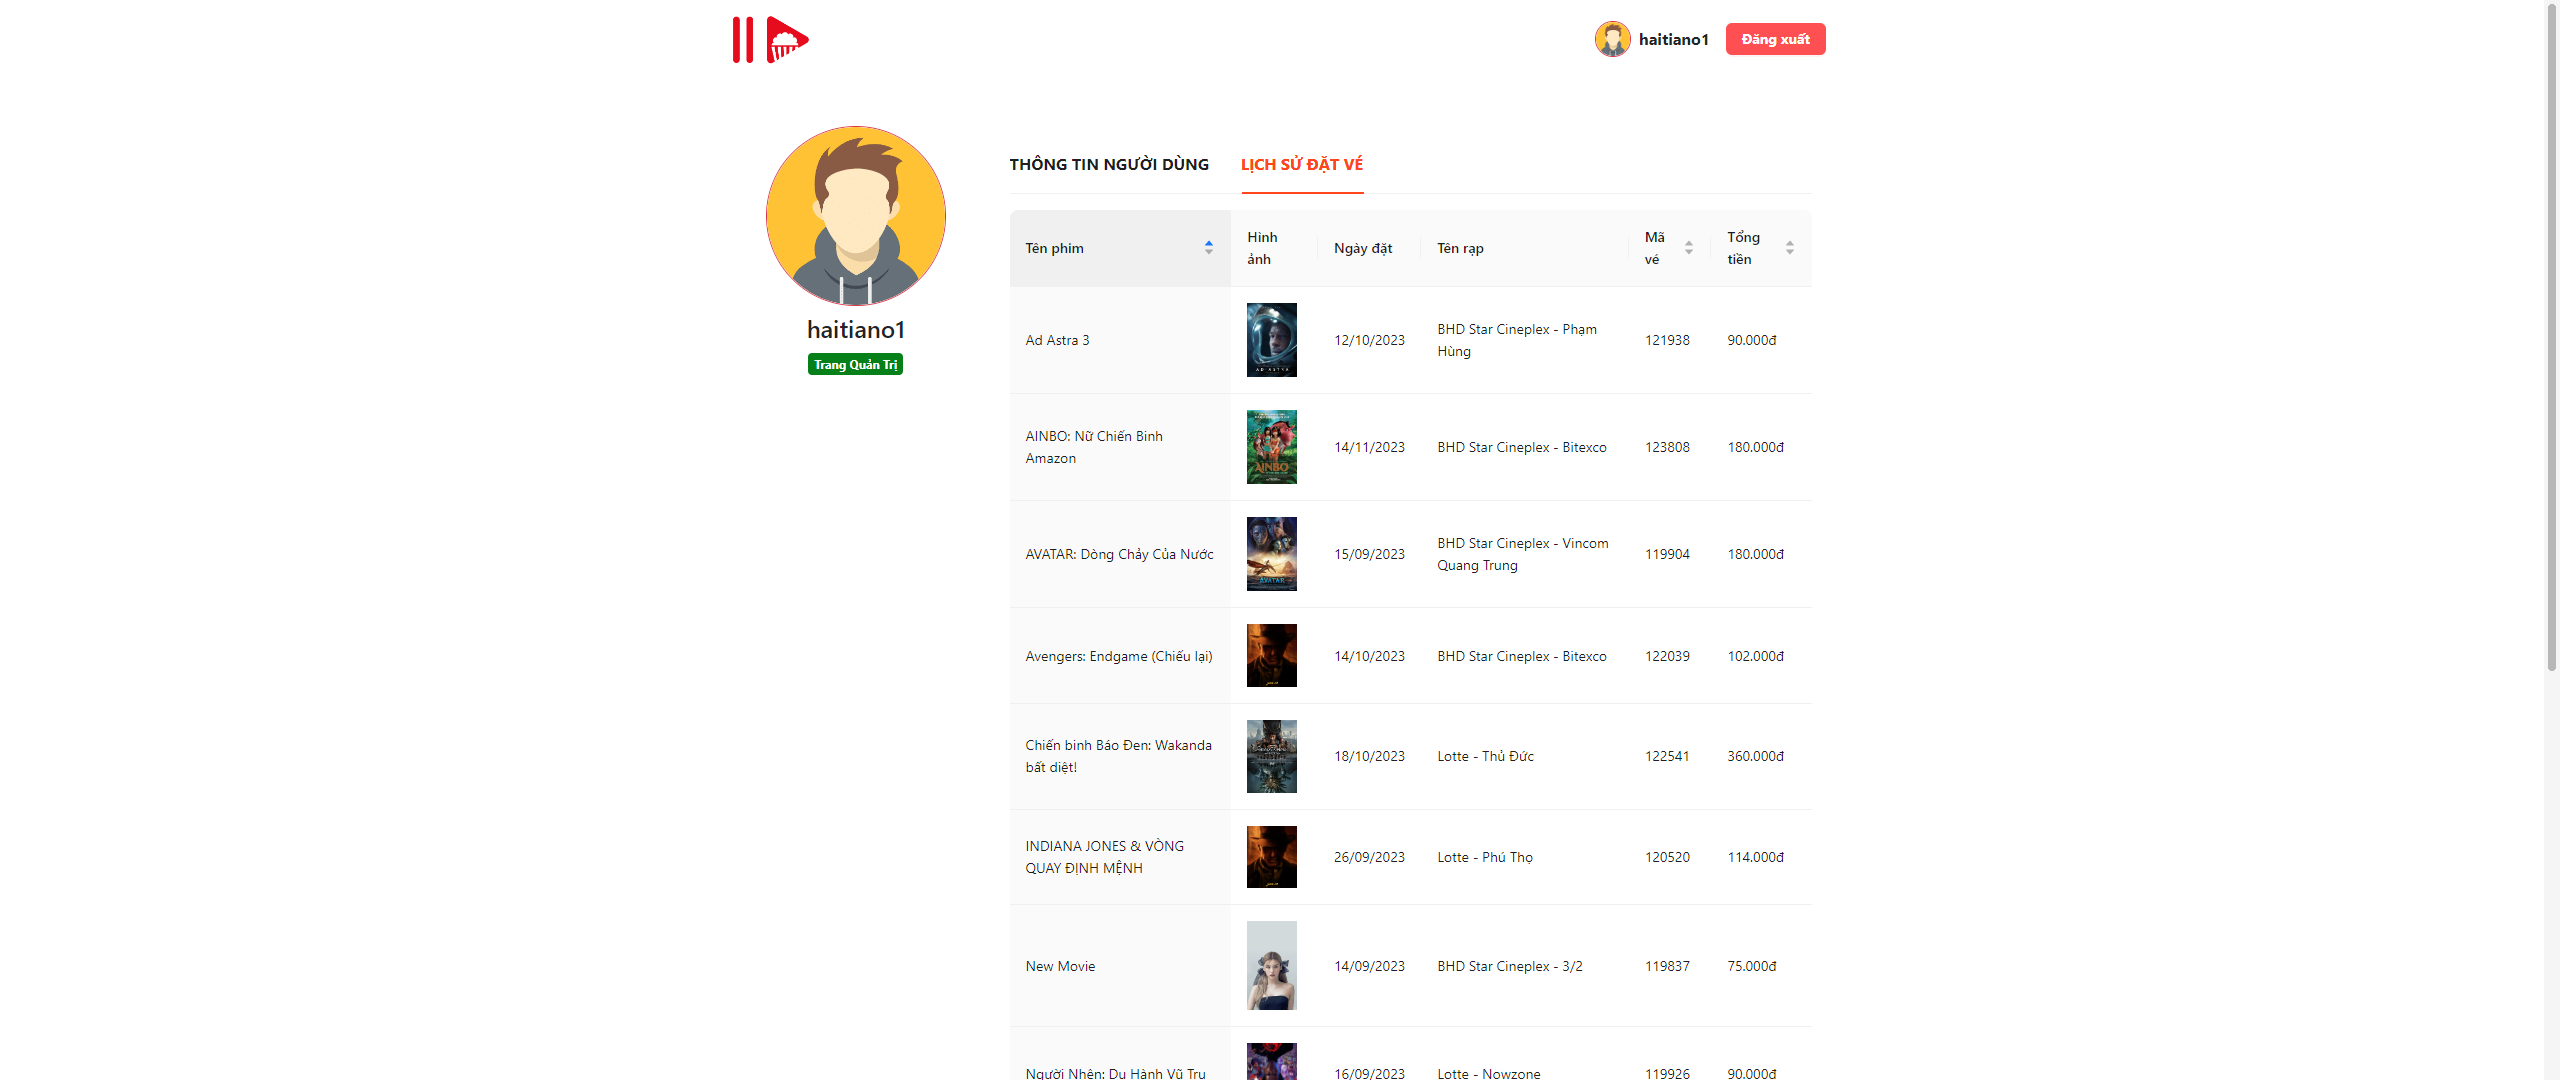 haitiano1
Đăng xuất
haitiano1
Trang Quản Trị
THÔNG TIN NGƯỜI DÙNG
LỊCH SỬ ĐẶT VÉ
Tên phim
Hình
ảnh
Ngày đặt
Tên rạp
Mã
vé
Tổng
tiền
Ad Astra 3
AD ASTRA
12/10/2023
BHD Star Cineplex - Phạm
Hùng
121938
90.000đ
AINBO: Nữ Chiến Binh
Amazon
AINBO
14/11/2023
BHD Star Cineplex - Bitexco
123808
180.000đ
AVATAR: Dòng Chảy Của Nước
AVATAR
15/09/2023
BHD Star Cineplex - Vincom
Quang Trung
119904
180.000đ
Avengers: Endgame (Chiếu lại)
14/10/2023
BHD Star Cineplex - Bitexco
122039
102.000đ
Chiến binh Báo Đen: Wakanda
bất diệt!
18/10/2023
Lotte - Thủ Đức
122541
360.000đ
INDIANA JONES & VÒNG
QUAY ĐỊNH MỆNH
26/09/2023
Lotte - Phú Thọ
120520
114.000đ
New Movie
14/09/2023
BHD Star Cineplex - 3/2
119837
75.000đ
Người Nhện: Du Hành Vũ Trụ
16/09/2023
Lotte - Nowzone
119926
90.000đ